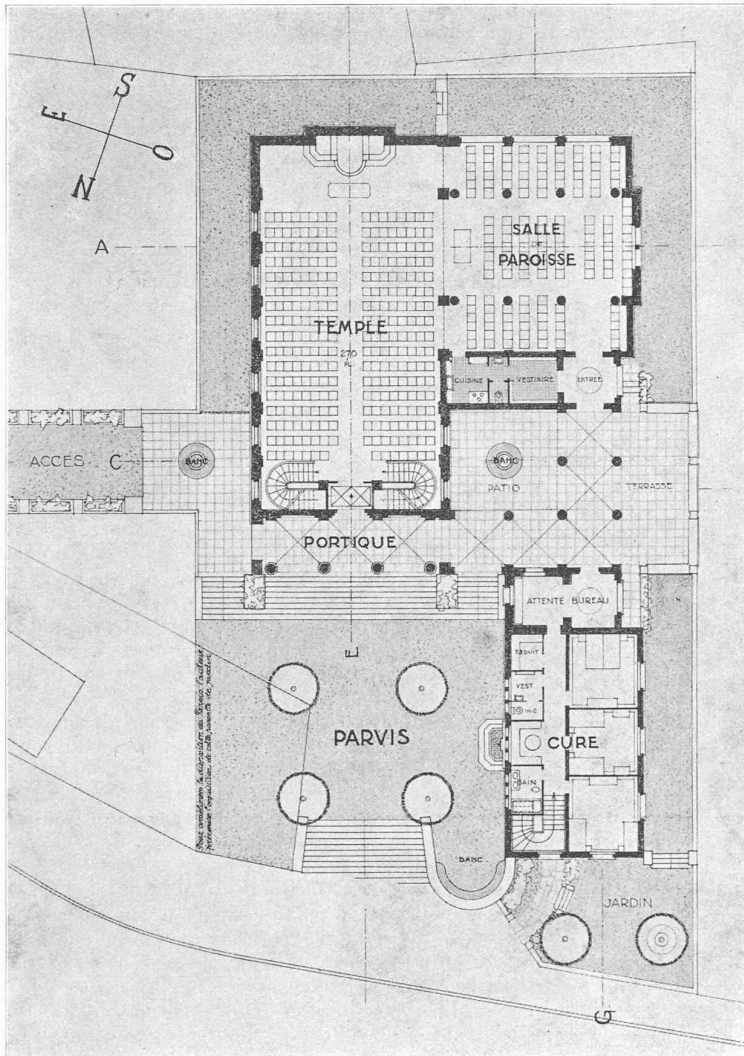 S
E
O
N
A
SALLE
DE
PAROISSE
TEMPLE
270
PL.
CUISINE
VESTIAIRE
ENTRÉE
ACCES
C
BANC
BANC
PATIO
TERRASSE
PORTIQUE
ATTENTE BUREAU
E
REDUIT
VEST
W.C.
PARVIS
CURE
BAIN
BANC
JARDIN
G